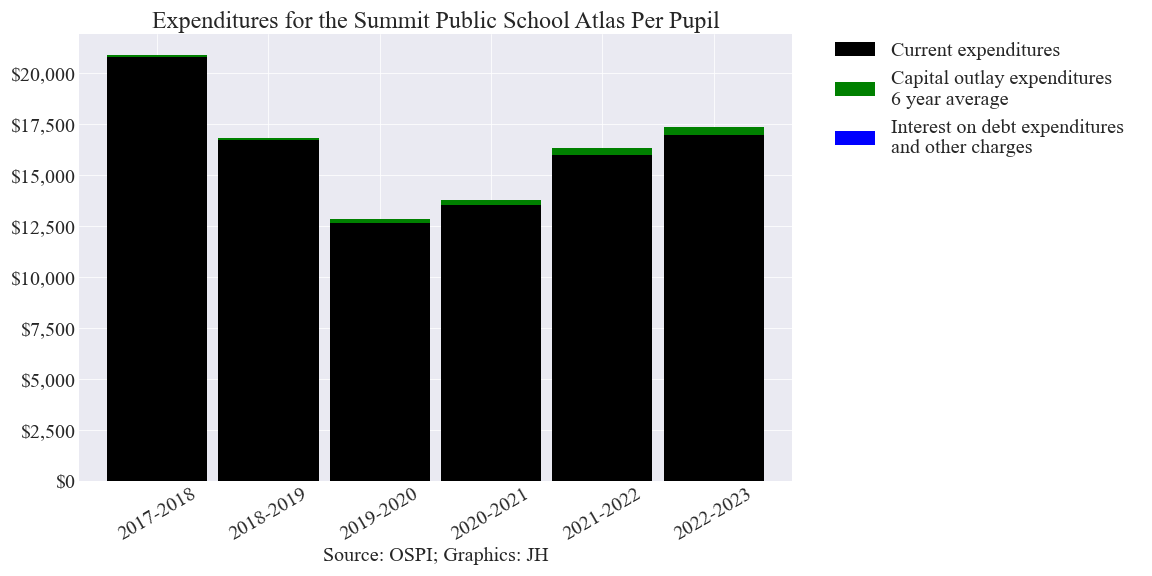 Expenditures for the Summit Public School Atlas Per Pupil
Current expenditures
Capital outlay expenditures
6 year average
Interest on debt expenditures
and other charges
$20,000
$17,500
$15,000
$12,500
$10,000
$7,500
$5,000
$2,500
$0
2017-2018
2018-2019
2019-2020
2020-2021
2021-2022
2022-2023
Source: OSPI; Graphics: JH